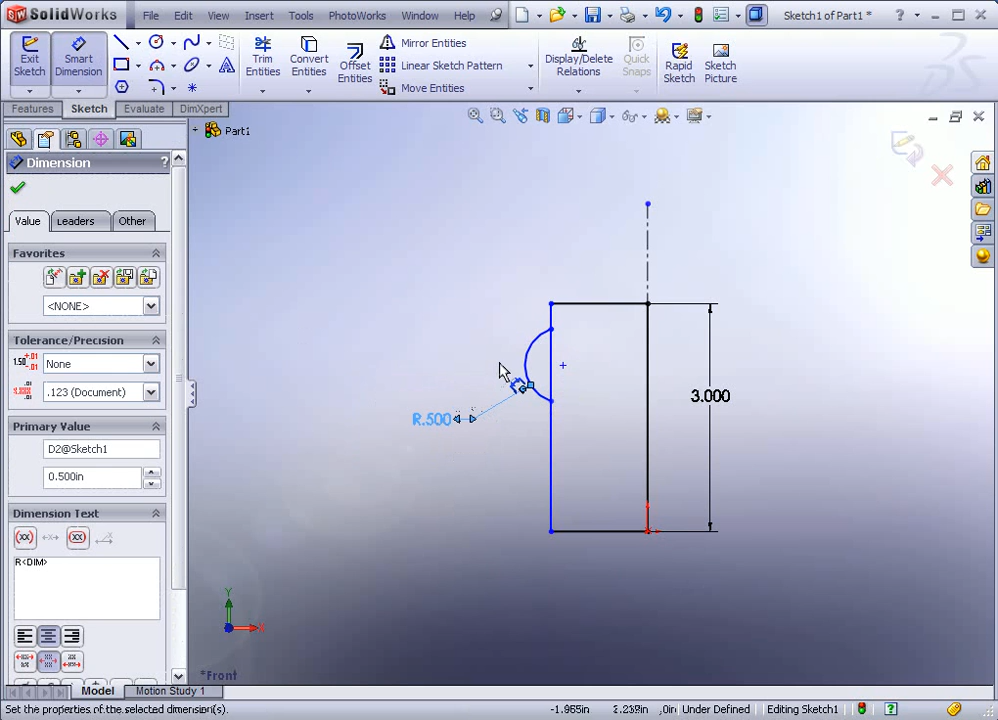 SolidWorks File Edit View Insert Tools PhotoWorks Window Help Sketch1 of Part1 * ?
Exit Sketch
Smart Dimension
Trim Entities
Convert Entities
Offset Entities
Mirror Entities
Linear Sketch Pattern
Move Entities
Display/Delete Relations
Quick Snaps
Rapid Sketch
Sketch Picture
Features Sketch Evaluate DimXpert
Part1
Dimension ?
Value Leaders Other
Favorites
<NONE>
Tolerance/Precision
None
.123 (Document)
Primary Value
D2@Sketch1
0.500in
Dimension Text
R<DIM>
R.500
3.000
Y
X
*Front
Model Motion Study 1
Set the properties of the selected dimension(s). -1.965in 2.239in ,0in Under Defined Editing Sketch1 ?